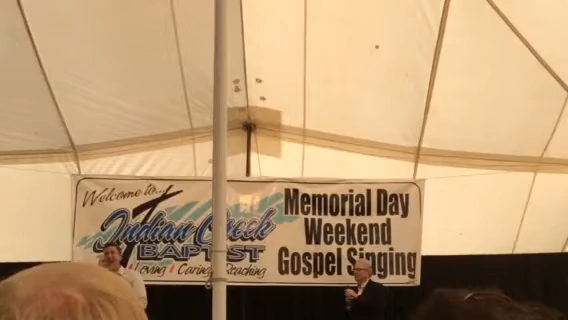 Welcome to...
Indian Creek
BAPTIST
Loving Caring Reaching
Memorial Day
Weekend
Gospel Singing